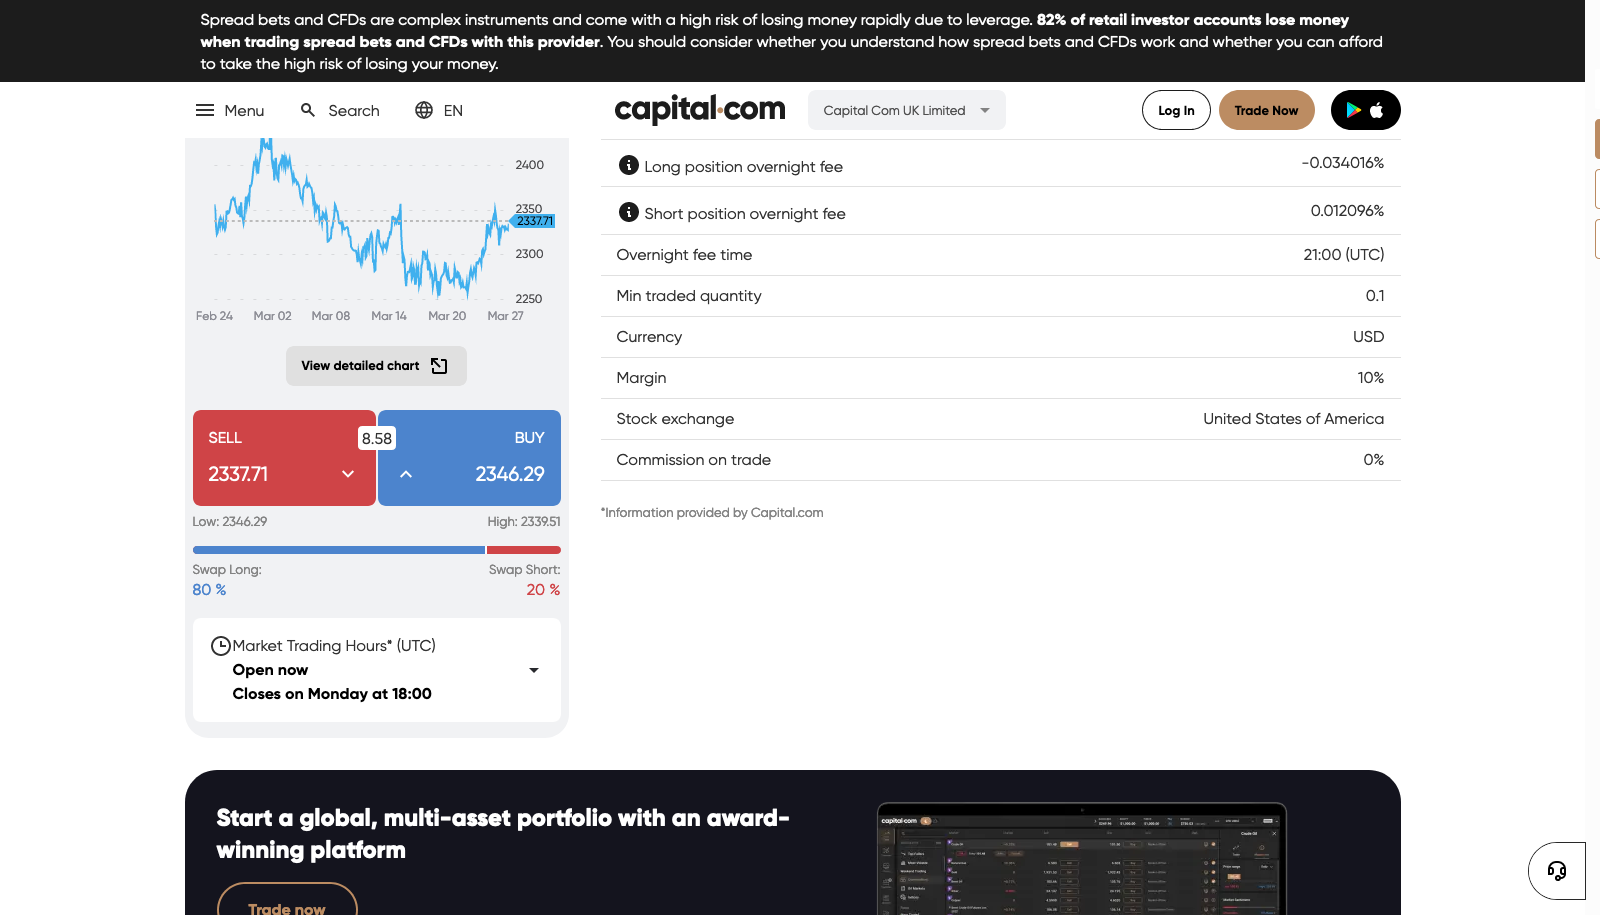 Spread bets and CFDs are complex instruments and come with a high risk of losing money rapidly due to leverage. 82% of retail investor accounts lose money
when trading spread bets and CFDs with this provider. You should consider whether you understand how spread bets and CFDs work and whether you can afford
to take the high risk of losing your money.
Menu
Search
EN
capital.com
Capital Com UK Limited
Log In
Trade Now
2400
2350
2337.71
2300
2250
Feb 24 Mar 02 Mar 08 Mar 14 Mar 20 Mar 27
View detailed chart
SELL
8.58
BUY
2337.71
2346.29
Low: 2346.29
High: 2339.51
Swap Long:
Swap Short:
80 %
20 %
Market Trading Hours* (UTC)
Open now
Closes on Monday at 18:00
Long position overnight fee
-0.034016%
Short position overnight fee
0.012096%
Overnight fee time
21:00 (UTC)
Min traded quantity
0.1
Currency
USD
Margin
10%
Stock exchange
United States of America
Commission on trade
0%
*Information provided by Capital.com
Start a global, multi-asset portfolio with an award-
winning platform
Trade now
capital.com
Crude Oil